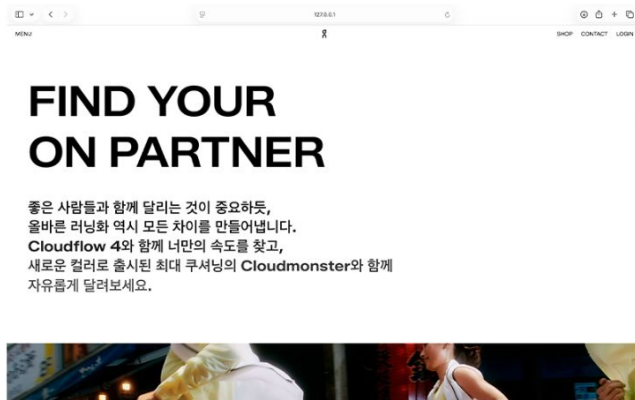 127.0.0.1
MENU
SHOP CONTACT LOGIN
FIND YOUR
ON PARTNER
좋은 사람들과 함께 달리는 것이 중요하듯,
올바른 러닝화 역시 모든 차이를 만들어냅니다.
Cloudflow 4와 함께 너만의 속도를 찾고,
새로운 컬러로 출시된 최대 쿠셔닝의 Cloudmonster와 함께
자유롭게 달려보세요.